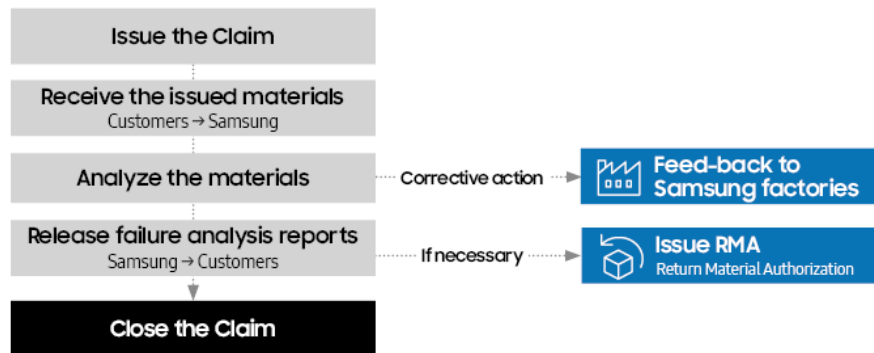 Issue the Claim
Receive the issued materials
Customers → Samsung
Analyze the materials
Corrective action
Feed-back to
Samsung factories
Release failure analysis reports
Samsung → Customers
If necessary
Issue RMA
Return Material Authorization
Close the Claim